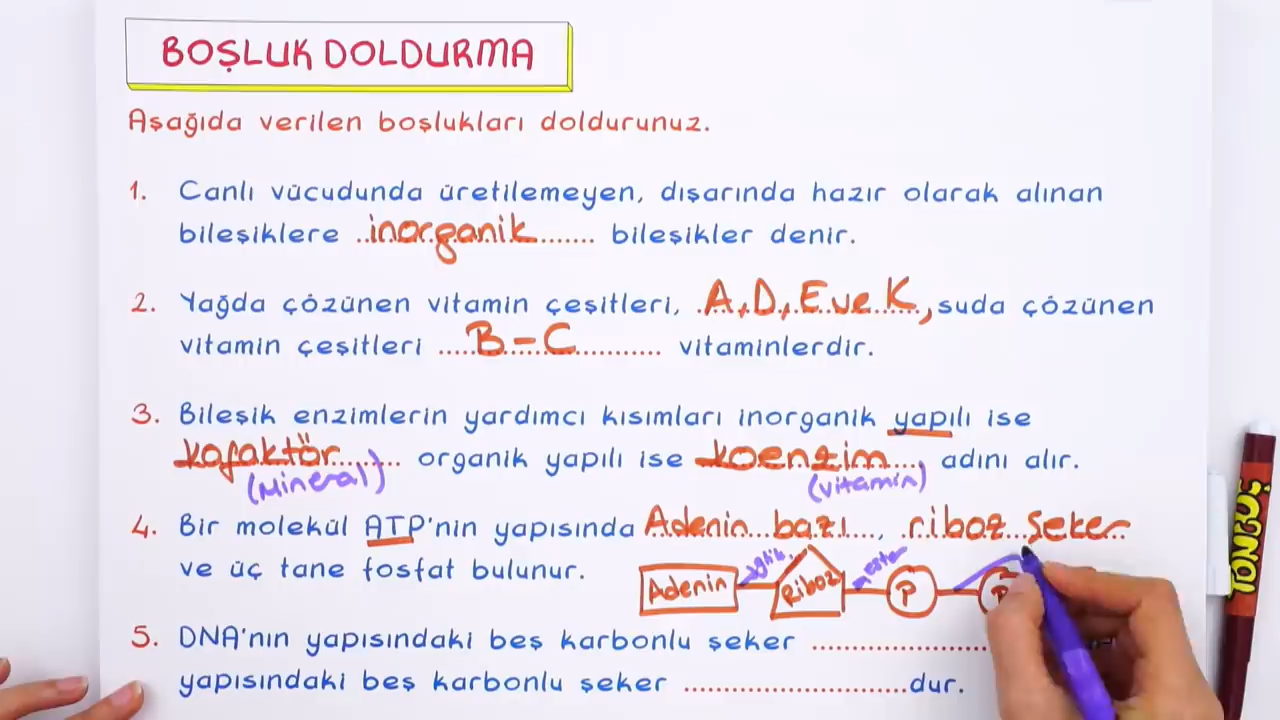 BOŞLUK DOLDURMA
Aşağıda verilen boşlukları doldurunuz.
1. Canlı vücudunda üretilemeyen, dışarında hazır olarak alınan
bileşiklere ..inorganik....... bileşikler denir.
2. Yağda çözünen vitamin çeşitleri, A, D, E ve K, suda çözünen
vitamin çeşitleri .....B-C............ vitaminlerdir.
3. Bileşik enzimlerin yardımcı kısımları inorganik yapılı ise
kofaktör....... organik yapılı ise koenzim.... adını alır.
(Mineral) (vitamin)
4. Bir molekül ATP'nin yapısında Adenin bazı..., riboz şeker
ve üç tane fosfat bulunur.
glik. ester
Adenin Riboz P P
5. DNA'nın yapısındaki beş karbonlu şeker .................
yapısındaki beş karbonlu şeker ......................dur.
TONGUÇ